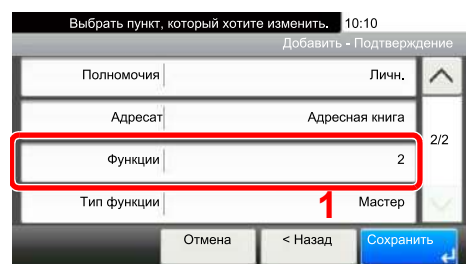 Выбрать пункт, который хотите изменить. 10:10
Добавить - Подтверждение
Полномочия Личн.
Адресат Адресная книга
2/2
Функции 2
Тип функции 1 Мастер
Отмена < Назад Сохранить